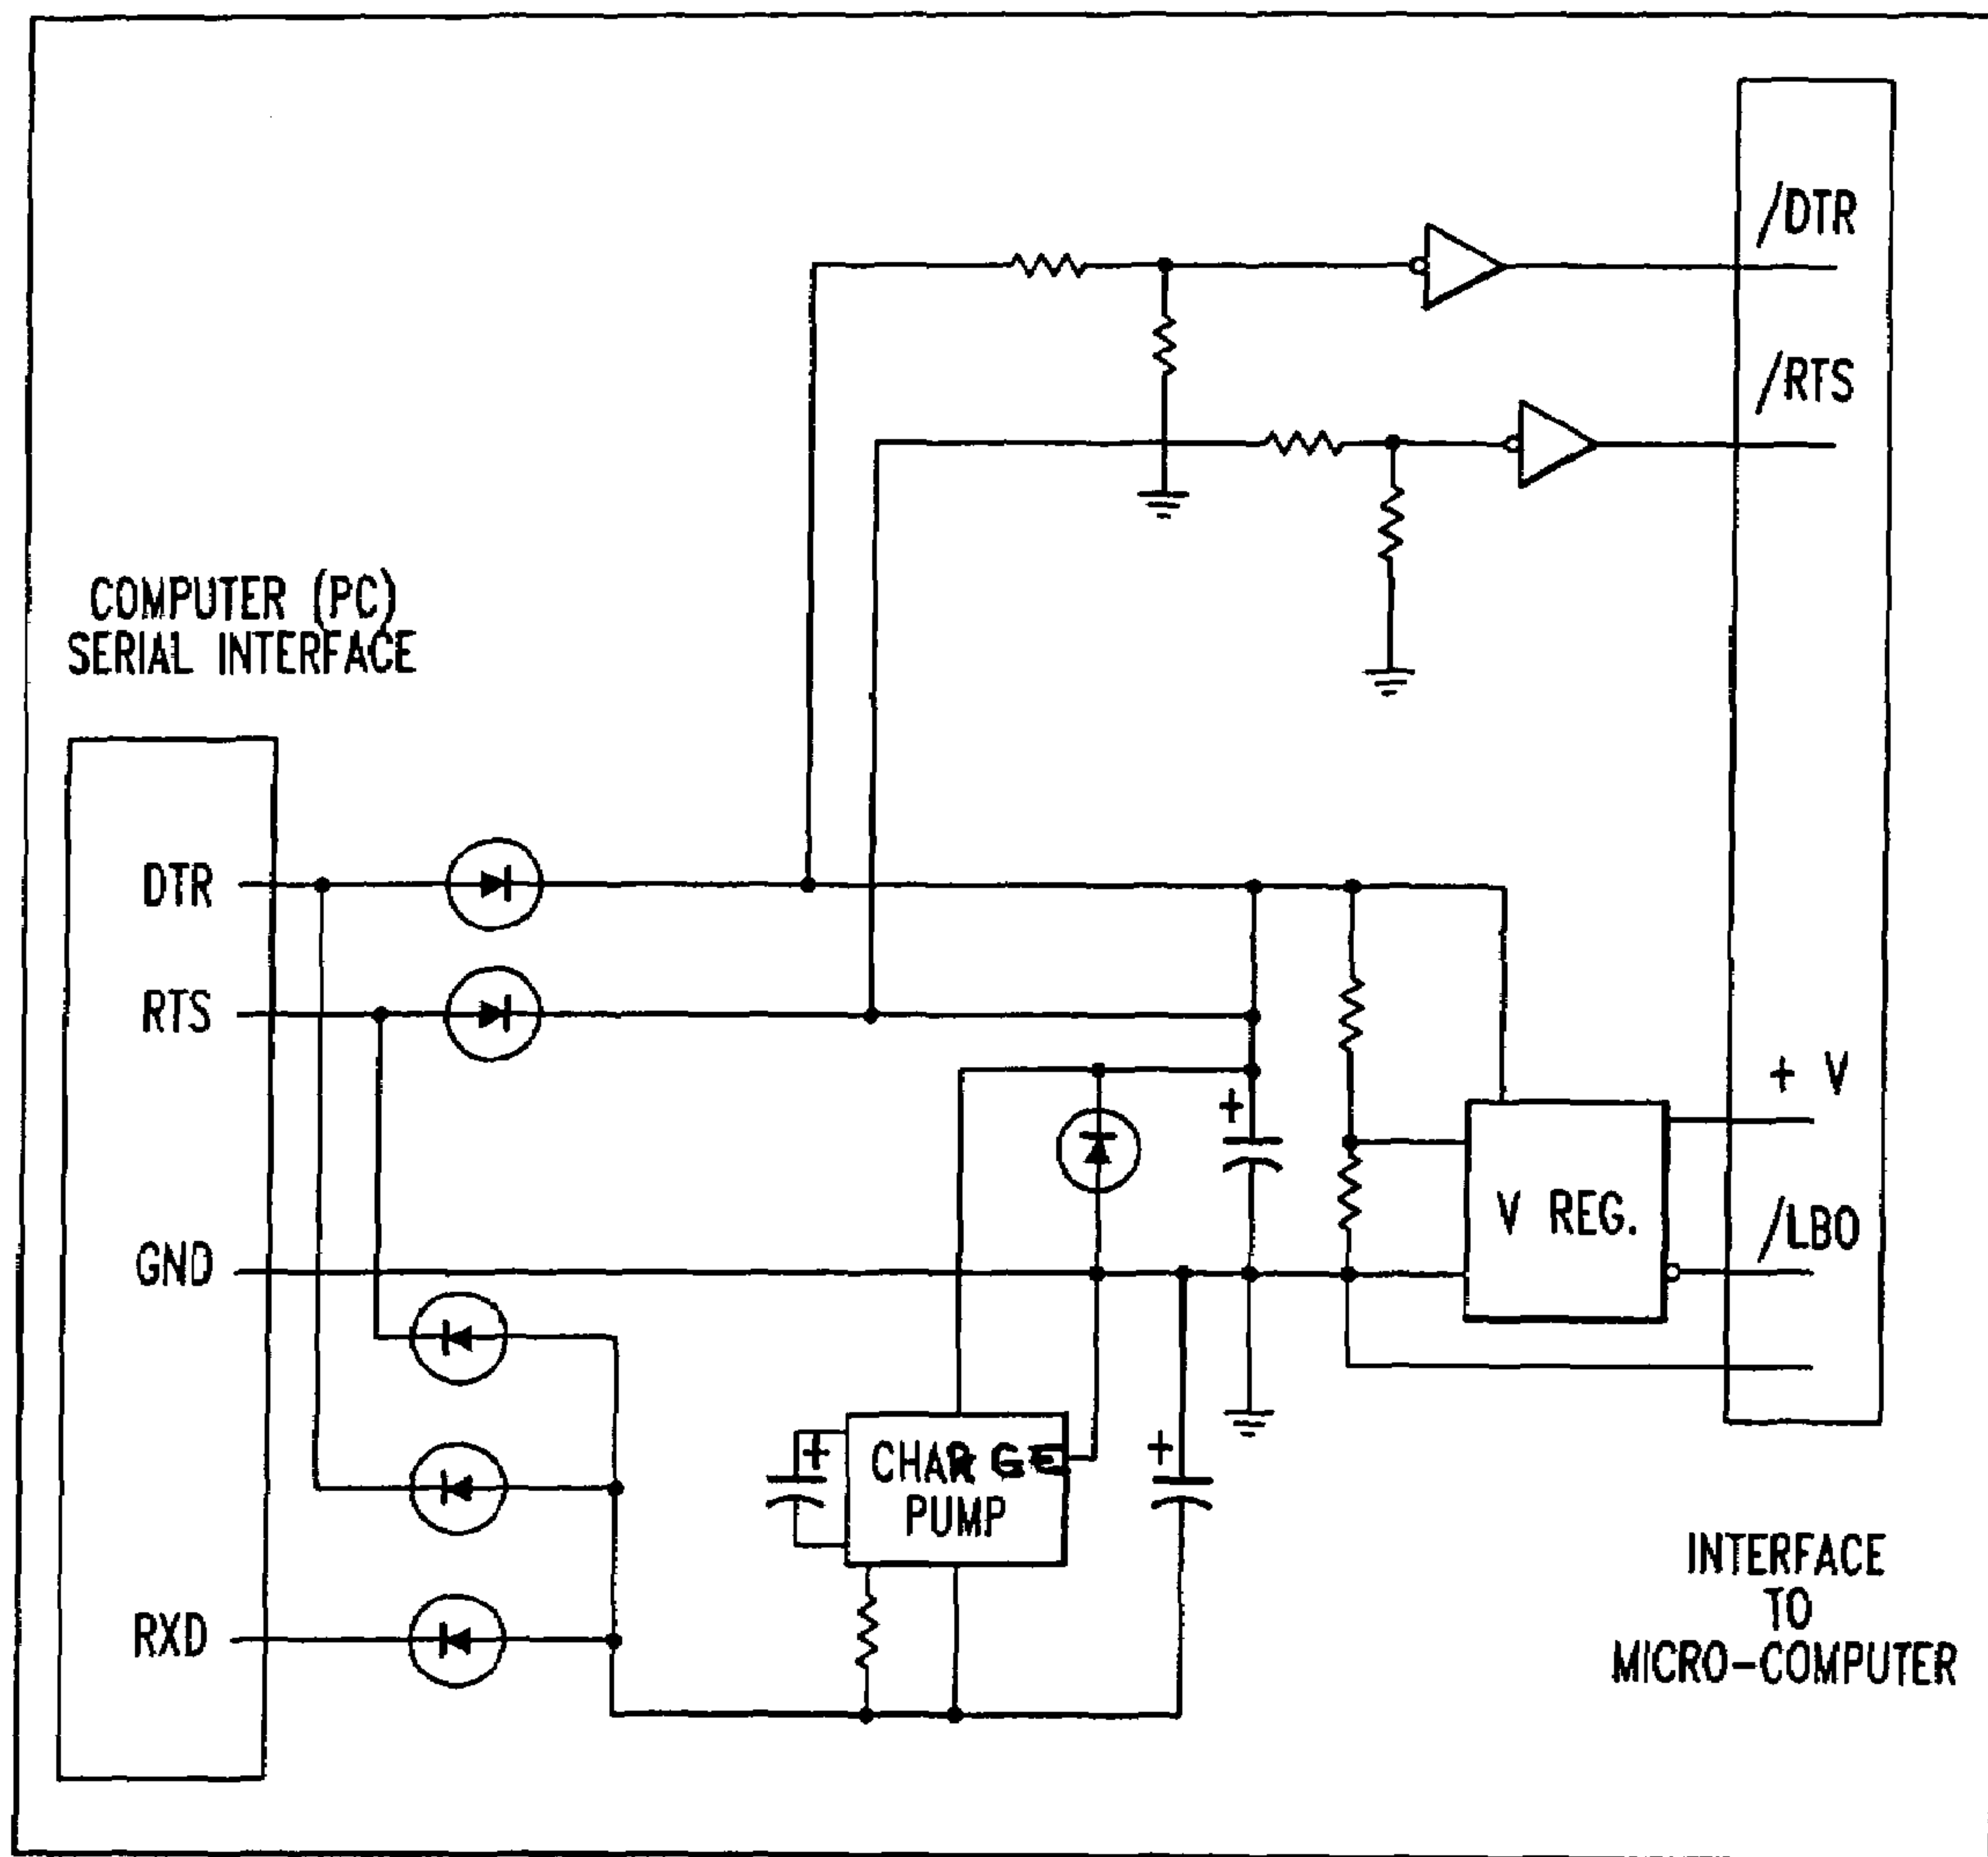 /DTR
/RTS
COMPUTER (PC)
SERIAL INTERFACE
DTR
RTS
+ V
+
V REG.
GND
/LBO
+
CHARGE
+
PUMP
RXD
INTERFACE
TO
MICRO-COMPUTER